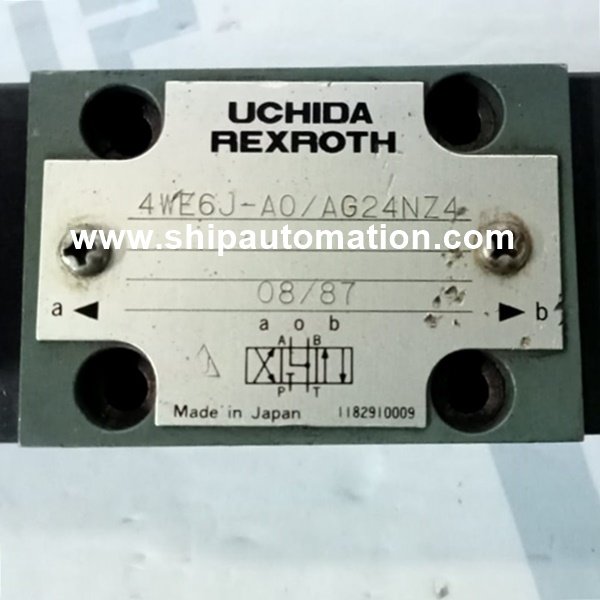 UCHIDA
REXROTH
4WE6J-A0/AG24NZ4
www.shipautomation.com
08/87
a b
a o b
A B
P T
Made in Japan 1182910009